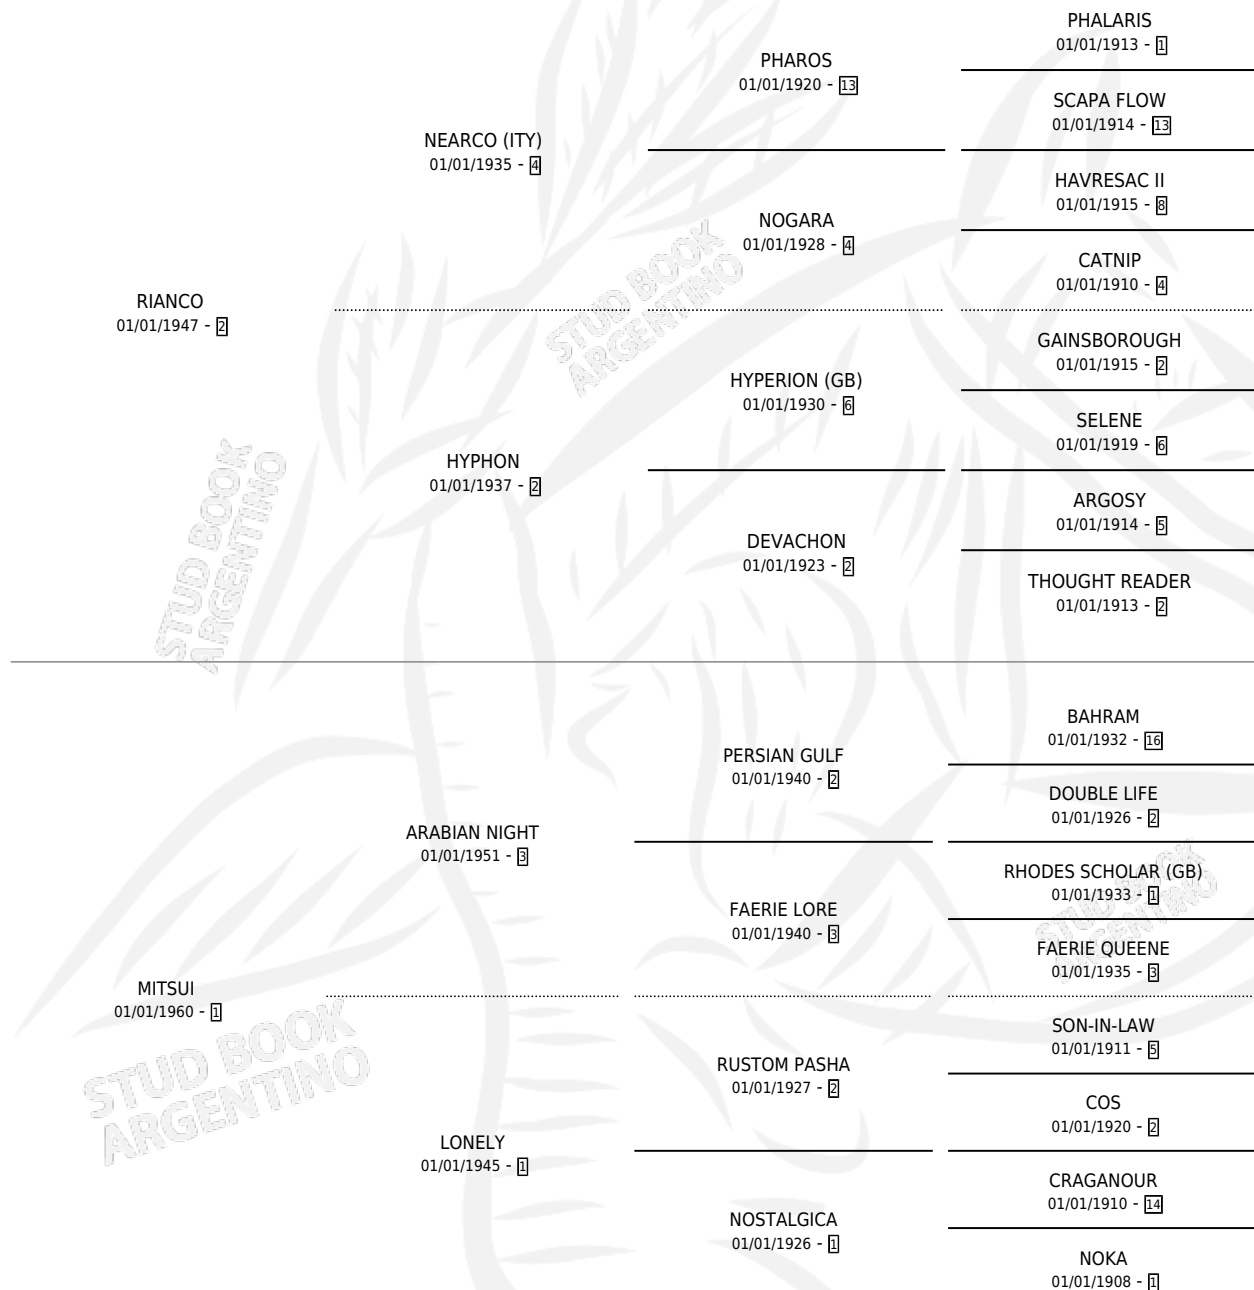 PHALARIS
01/01/1913 - 1
PHAROS
01/01/1920 - 13
SCAPA FLOW
01/01/1914 - 13
NEARCO (ITY)
01/01/1935 - 4
HAVRESAC II
01/01/1915 - 8
NOGARA
01/01/1928 - 4
CATNIP
01/01/1910 - 4
RIANCO
01/01/1947 - 2
STUD BOOK
ARGENTINO
GAINSBOROUGH
01/01/1915 - 2
HYPERION (GB)
01/01/1930 - 6
SELENE
01/01/1919 - 6
HYPHON
01/01/1937 - 2
ARGOSY
01/01/1914 - 5
DEVACHON
01/01/1923 - 2
THOUGHT READER
01/01/1913 - 2
STUD BOOK
ARGENTINO
BAHRAM
01/01/1932 - 16
PERSIAN GULF
01/01/1940 - 2
DOUBLE LIFE
01/01/1926 - 2
ARABIAN NIGHT
01/01/1951 - 3
RHODES SCHOLAR (GB)
01/01/1933 - 1
STUD BOOK
ARGENTINO
FAERIE LORE
01/01/1940 - 3
FAERIE QUEENE
01/01/1935 - 3
MITSUI
01/01/1960 - 1
STUD BOOK
ARGENTINO
SON-IN-LAW
01/01/1911 - 5
RUSTOM PASHA
01/01/1927 - 2
COS
01/01/1920 - 2
LONELY
01/01/1945 - 1
CRAGANOUR
01/01/1910 - 14
NOSTALGICA
01/01/1926 - 1
NOKA
01/01/1908 - 1